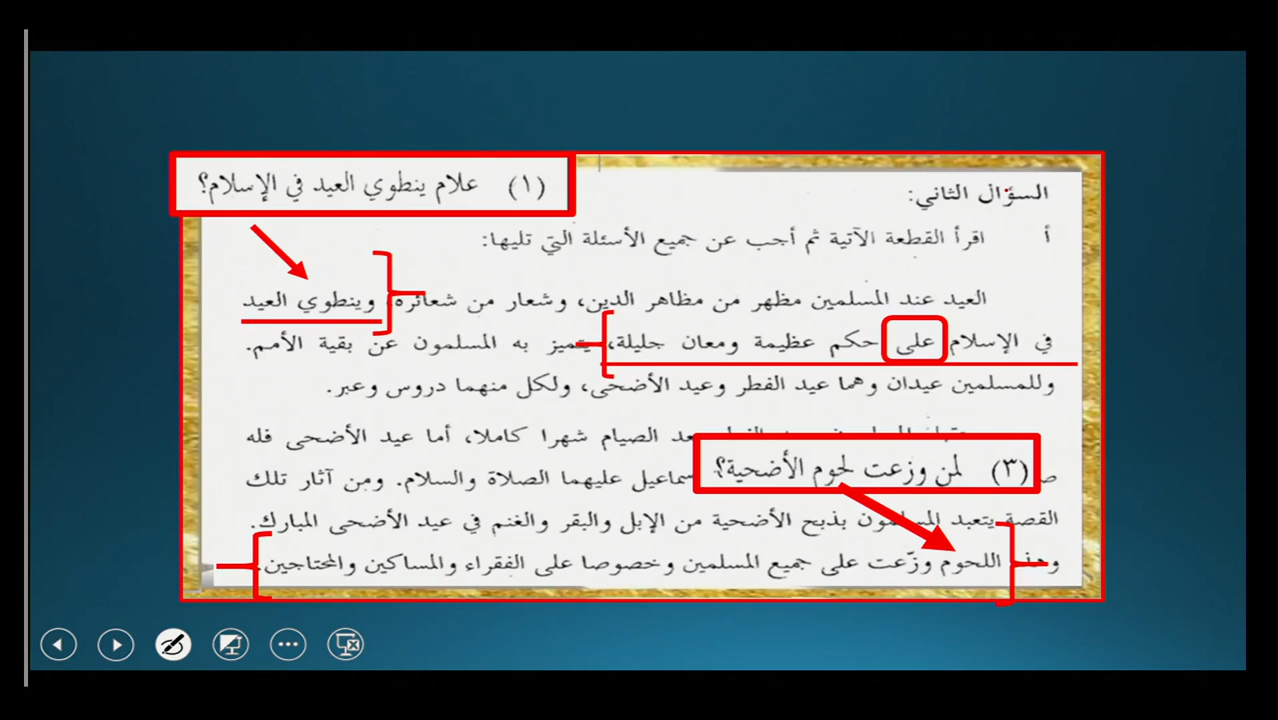 (١) علام ينطوي العيد في الإسلام؟
السؤال الثاني:
أ اقرأ القطعة الآتية ثم أجب عن جميع الأسئلة التي تليها:
العيد عند المسلمين مظهر من مظاهر الدين، وشعار من شعائره وينطوي العيد
في الإسلام على حكم عظيمة ومعان جليلة، يتميز به المسلمون عن بقية الأمم.
وللمسلمين عيدان وهما عيد الفطر وعيد الأضحى، ولكل منهما دروس وعبر.
الصيام شهرا كاملا، أما عيد الأضحى فله
(٣) لمن وزعت لحوم الأضحية؟
عليهما الصلاة والسلام. ومن آثار تلك
القصة يتعبد المسلمون بذبح الأضحية من الإبل والبقر والغنم في عيد الأضحى المبارك.
وهذه اللحوم وزّعت على جميع المسلمين وخصوصا على الفقراء والمساكين والمحتاجين.